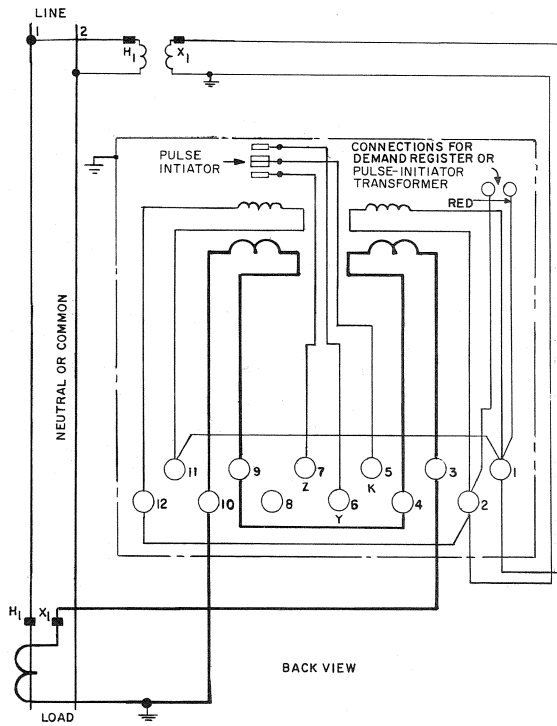 LINE
1
2
H1
X1
PULSE
INTIATOR
CONNECTIONS FOR
DEMAND REGISTER OR
PULSE-INITIATOR
TRANSFORMER
RED
NEUTRAL OR COMMON
11
9
7
5
3
1
Z
K
12
10
8
6
4
2
Y
H1
X1
BACK VIEW
LOAD